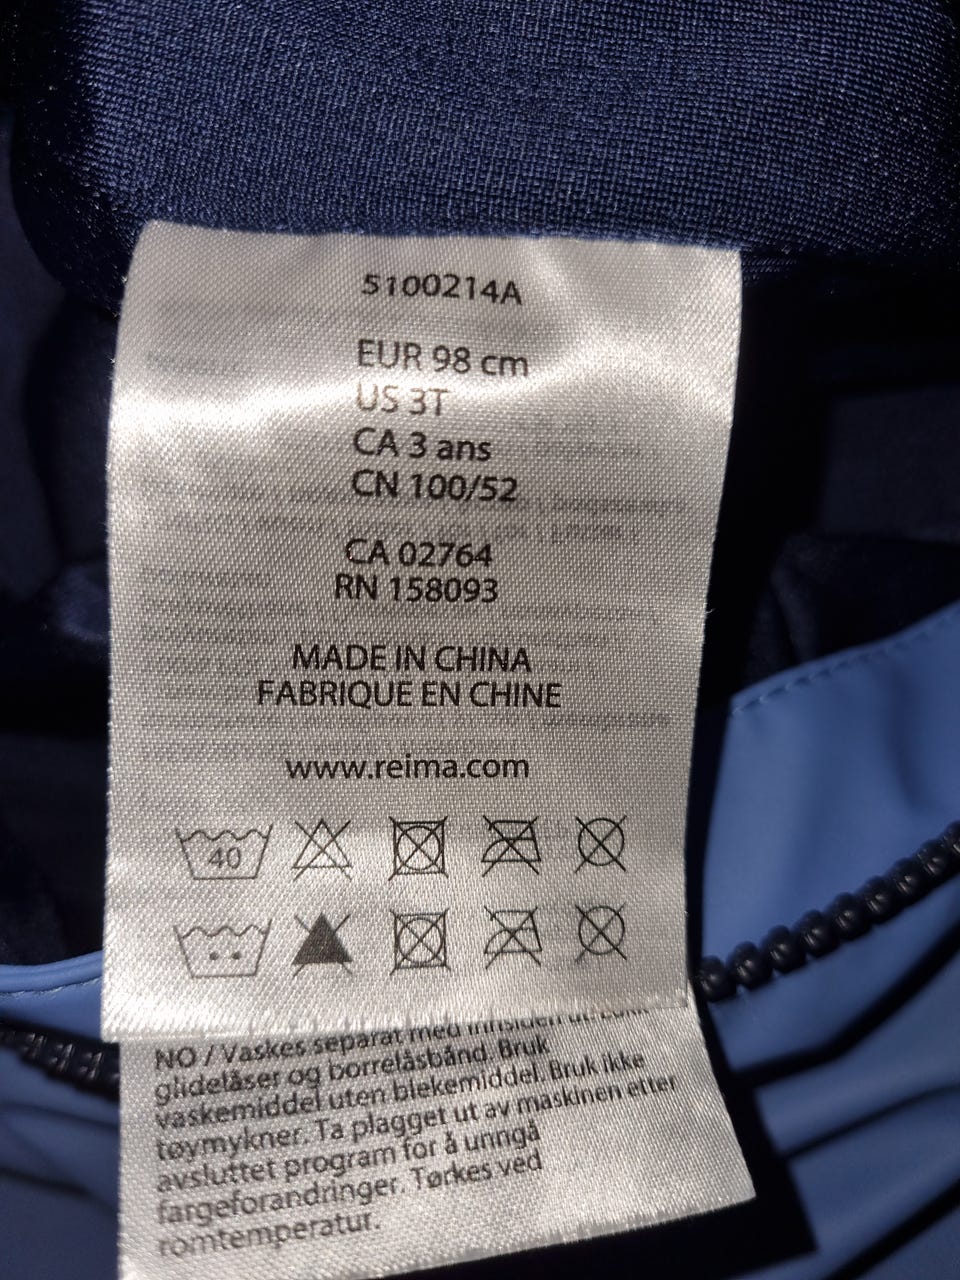 5100214A
EUR 98 cm
US 3T
CA 3 ans
CN 100/52
CA 02764
RN 158093
MADE IN CHINA
FABRIQUE EN CHINE
www.reima.com
40
NO / Vaskes separat med innsiden ut. Lukk
glidelåser og borrelåsbånd. Bruk
vaskemiddel uten blekemiddel. Bruk ikke
tøymykner. Ta plagget ut av maskinen etter
avsluttet program for å unngå
fargeforandringer. Tørkes ved
romtemperatur.